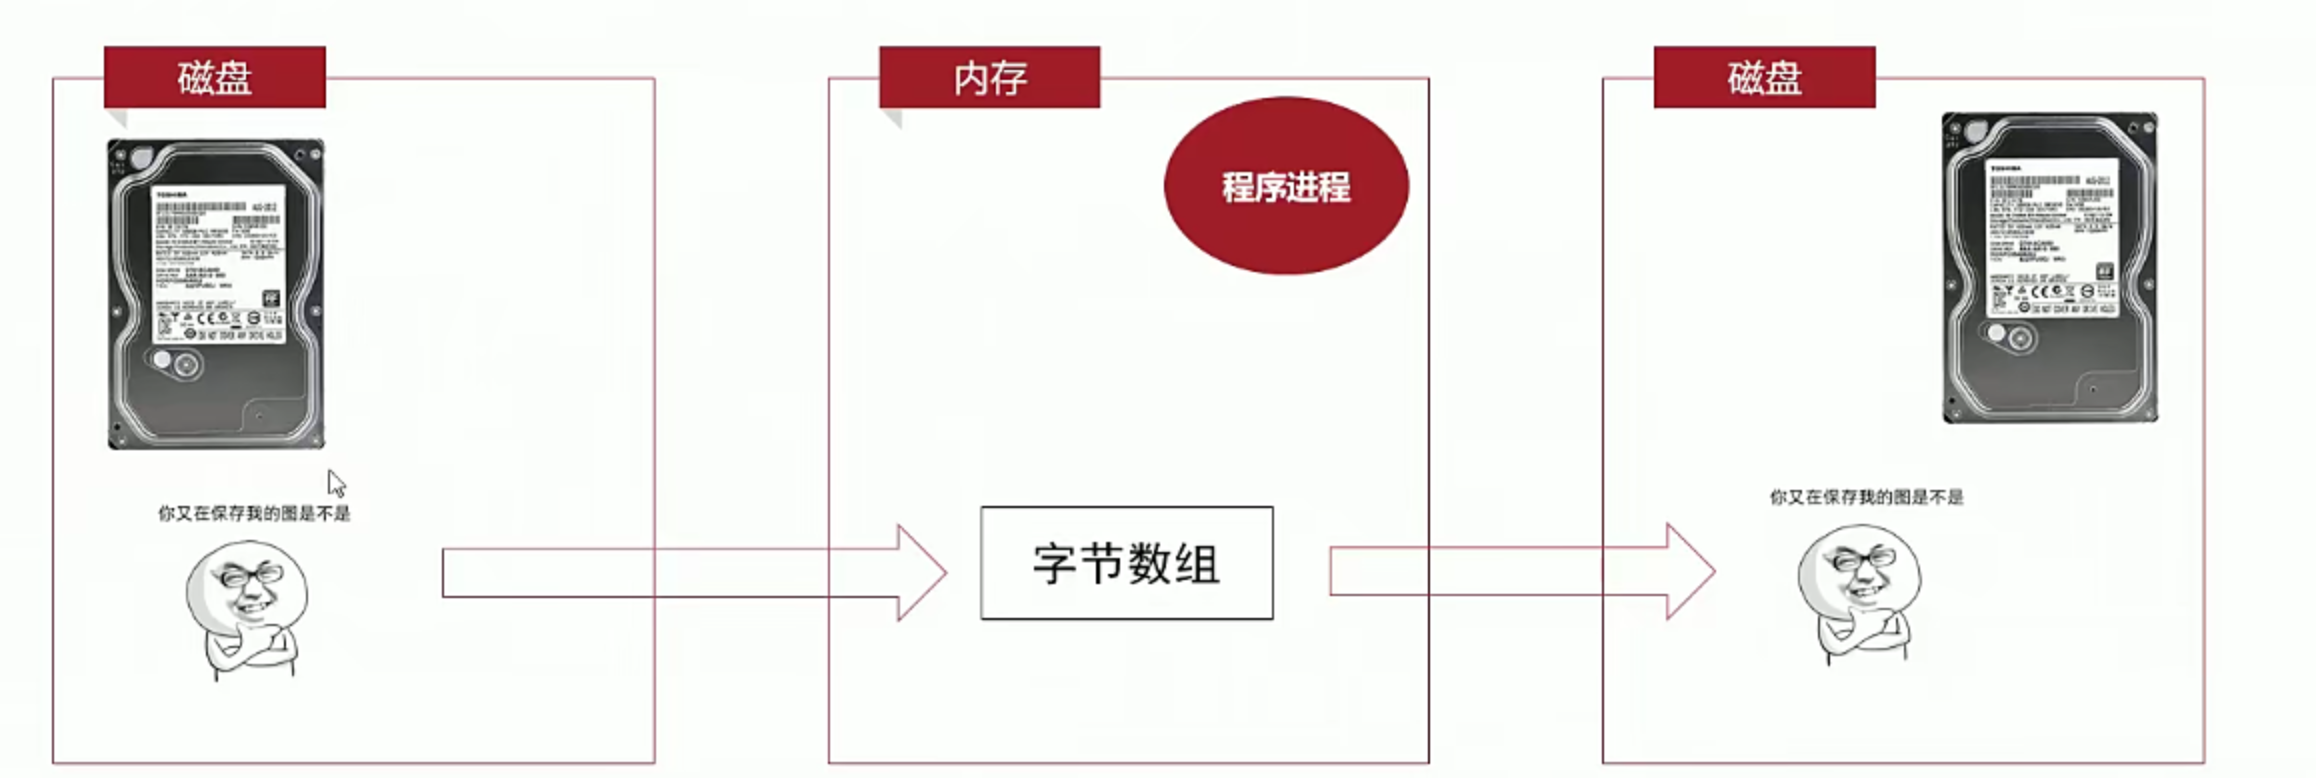 磁盘
内存
磁盘
程序进程
TOSHIBA
TOSHIBA
你又在保存我的图是不是
你又在保存我的图是不是
字节数组